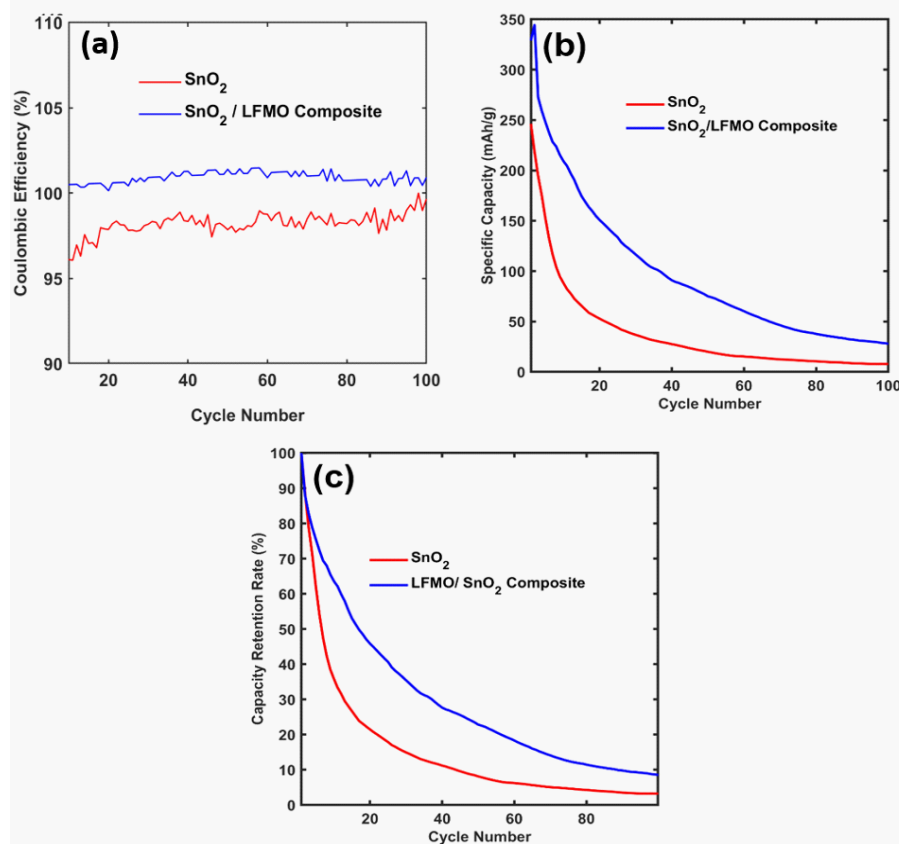 110
(a)
SnO2
SnO2 / LFMO Composite
105
100
95
90
Coulombic Efficiency (%)
20 40 60 80 100
Cycle Number
350
(b)
300
SnO2
SnO2/LFMO Composite
250
200
150
100
50
0
Specific Capacity (mAh/g)
20 40 60 80 100
Cycle Number
100
(c)
90
80
70
SnO2
LFMO/ SnO2 Composite
60
50
40
30
20
10
0
Capacity Retention Rate (%)
20 40 60 80
Cycle Number